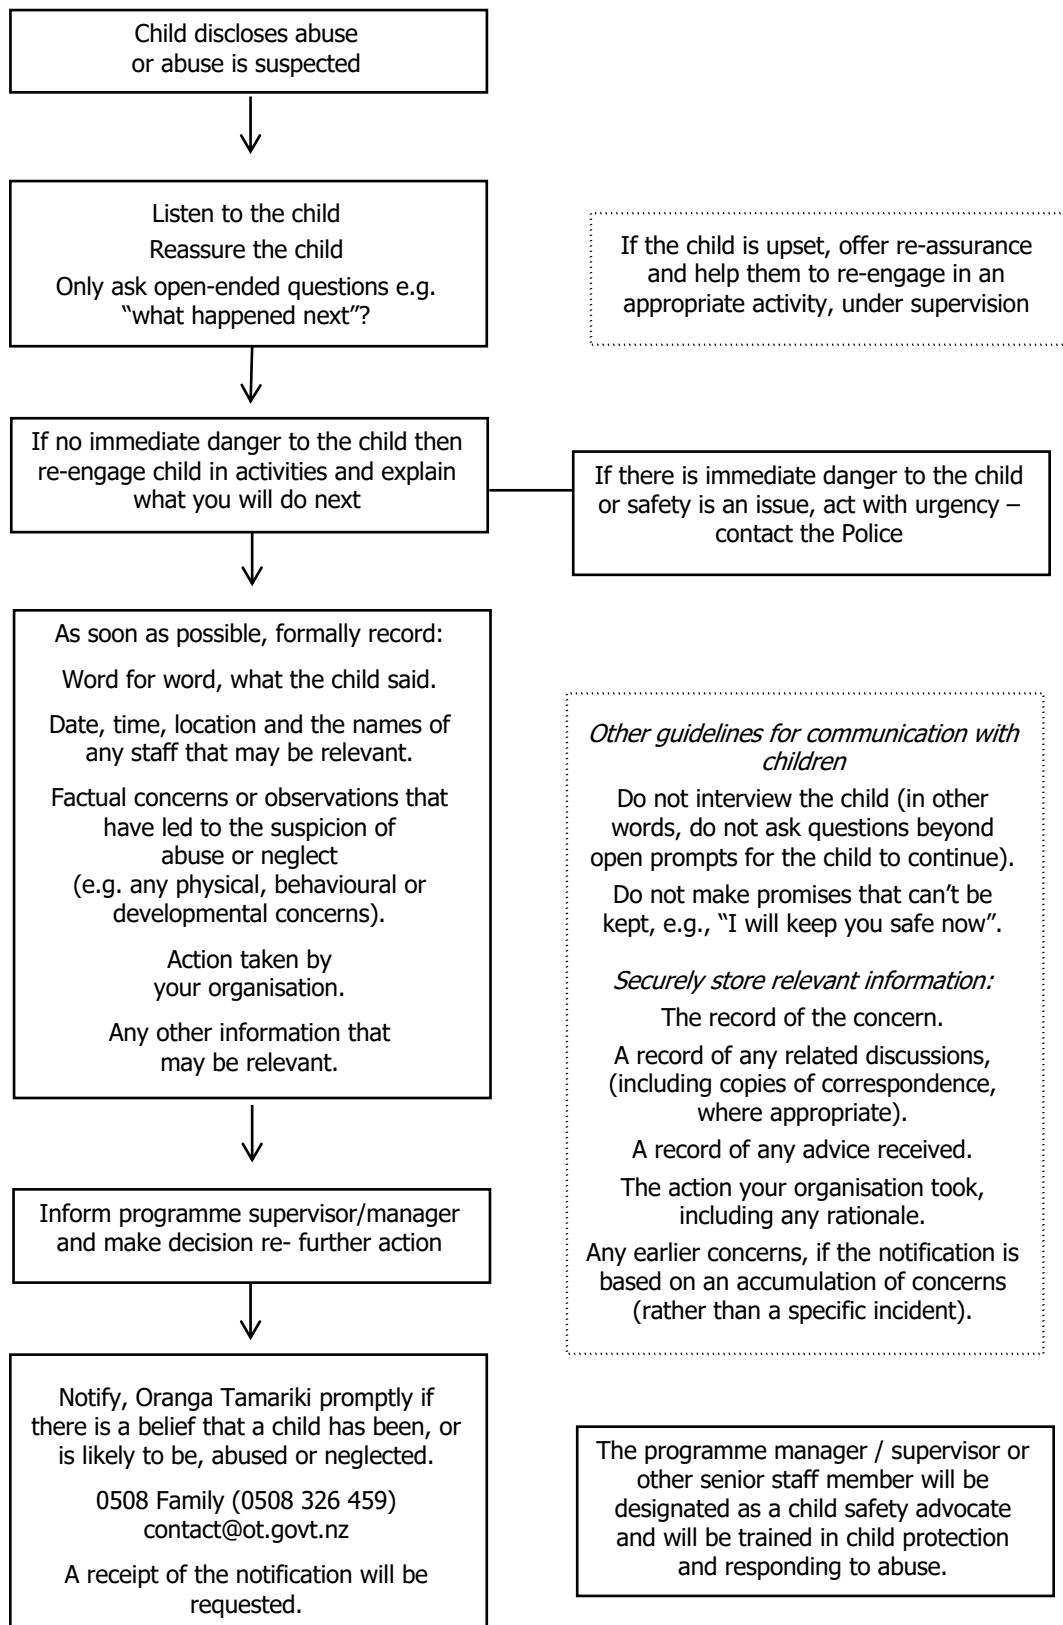 Child discloses abuse
or abuse is suspected
Listen to the child
Reassure the child
Only ask open-ended questions e.g.
“what happened next”?
If the child is upset, offer re-assurance
and help them to re-engage in an
appropriate activity, under supervision
If no immediate danger to the child then
re-engage child in activities and explain
what you will do next
If there is immediate danger to the child
or safety is an issue, act with urgency –
contact the Police
As soon as possible, formally record:
Word for word, what the child said.
Date, time, location and the names of
any staff that may be relevant.
Factual concerns or observations that
have led to the suspicion of
abuse or neglect
(e.g. any physical, behavioural or
developmental concerns).
Action taken by
your organisation.
Any other information that
may be relevant.
Other guidelines for communication with
children
Do not interview the child (in other
words, do not ask questions beyond
open prompts for the child to continue).
Do not make promises that can’t be
kept, e.g., “I will keep you safe now”.
Securely store relevant information:
The record of the concern.
A record of any related discussions,
(including copies of correspondence,
where appropriate).
A record of any advice received.
The action your organisation took,
including any rationale.
Any earlier concerns, if the notification is
based on an accumulation of concerns
(rather than a specific incident).
Inform programme supervisor/manager
and make decision re- further action
Notify, Oranga Tamariki promptly if
there is a belief that a child has been, or
is likely to be, abused or neglected.
0508 Family (0508 326 459)
contact@ot.govt.nz
A receipt of the notification will be
requested.
The programme manager / supervisor or
other senior staff member will be
designated as a child safety advocate
and will be trained in child protection
and responding to abuse.